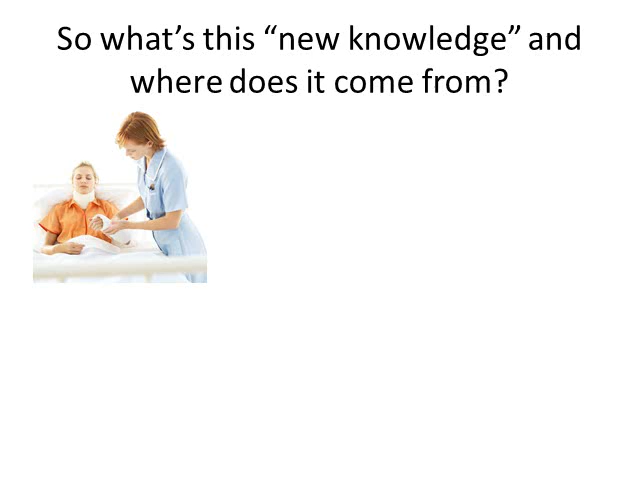 So what’s this “new knowledge” and
where does it come from?